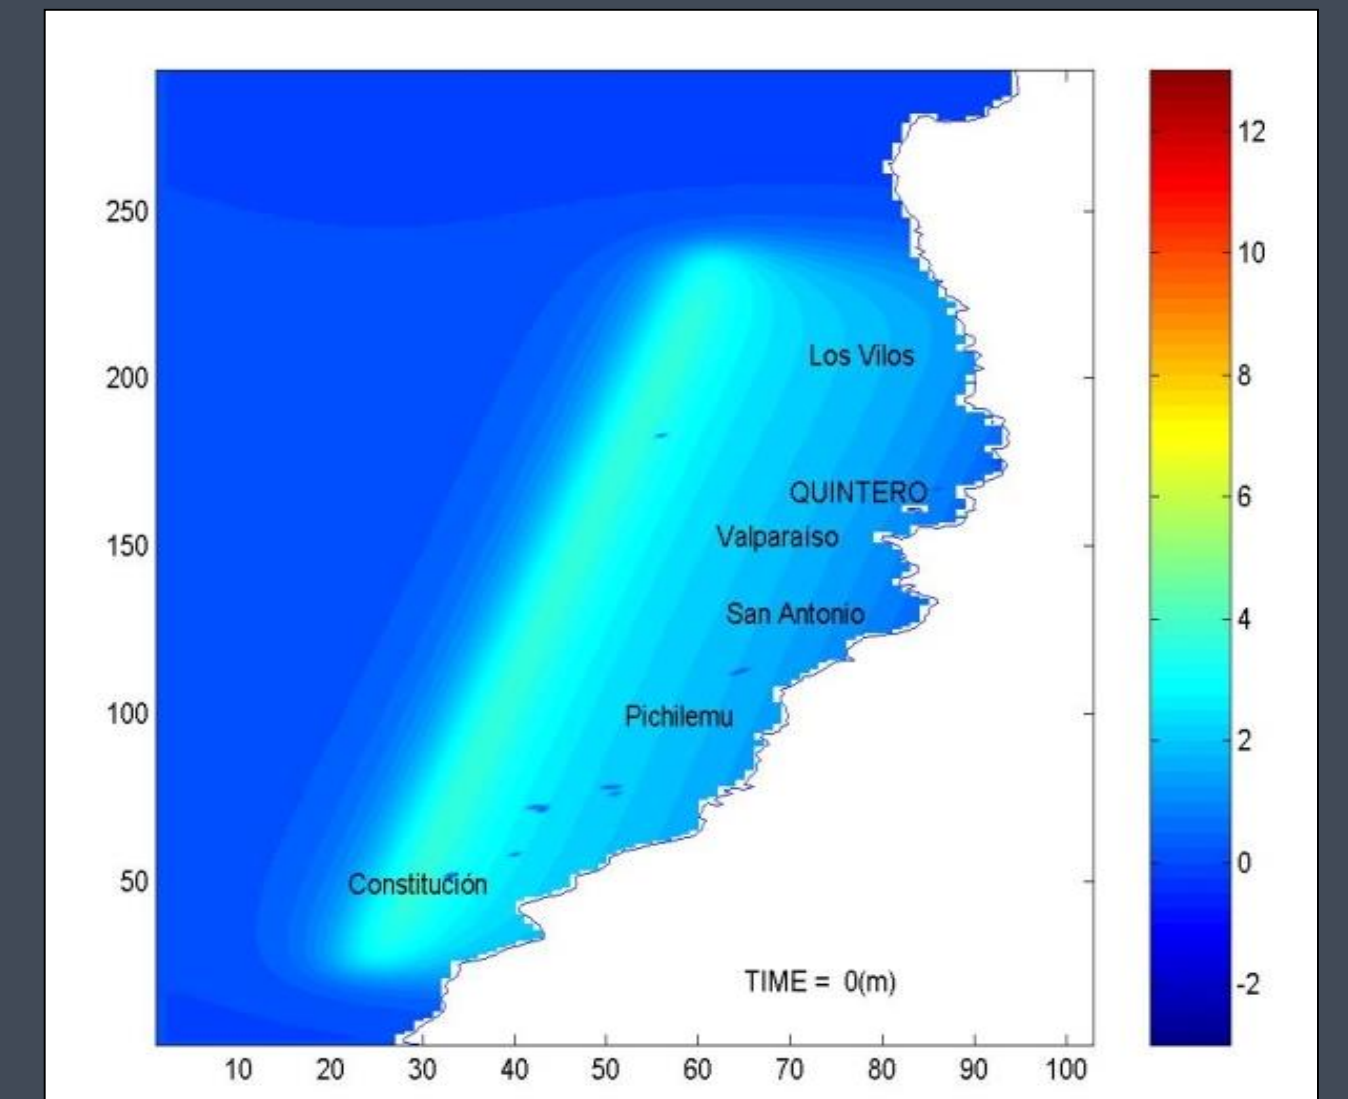 250
200
150
100
50
Los Vilos
QUINTERO
Valparaíso
San Antonio
Pichilemu
Constitución
TIME = 0(m)
10 20 30 40 50 60 70 80 90 100
12
10
8
6
4
2
0
-2